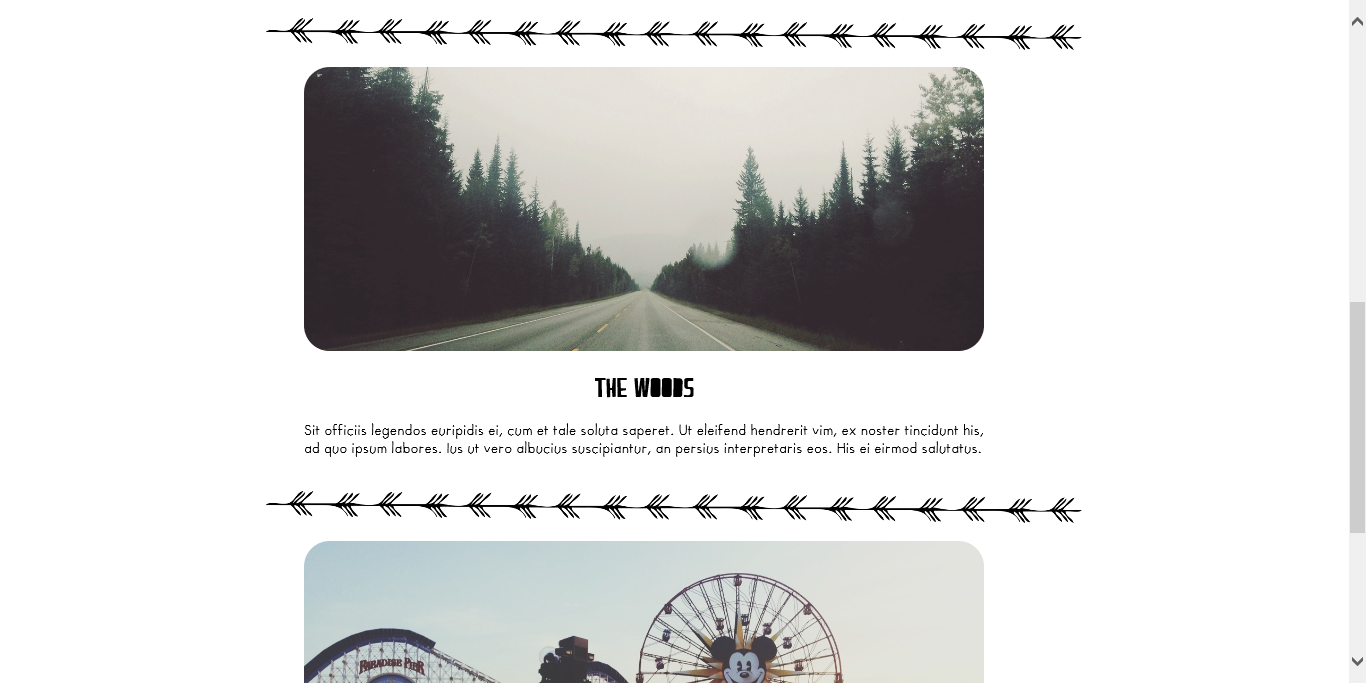 THE WOODS
Sit officiis legendos euripidis ei, cum et tale soluta saperet. Ut eleifend hendrerit vim, ex noster tincidunt his,
ad quo ipsum labores. Ius ut vero albucius suscipiantur, an persius interpretaris eos. His ei eirmod salutatus.
PARADISE PIER